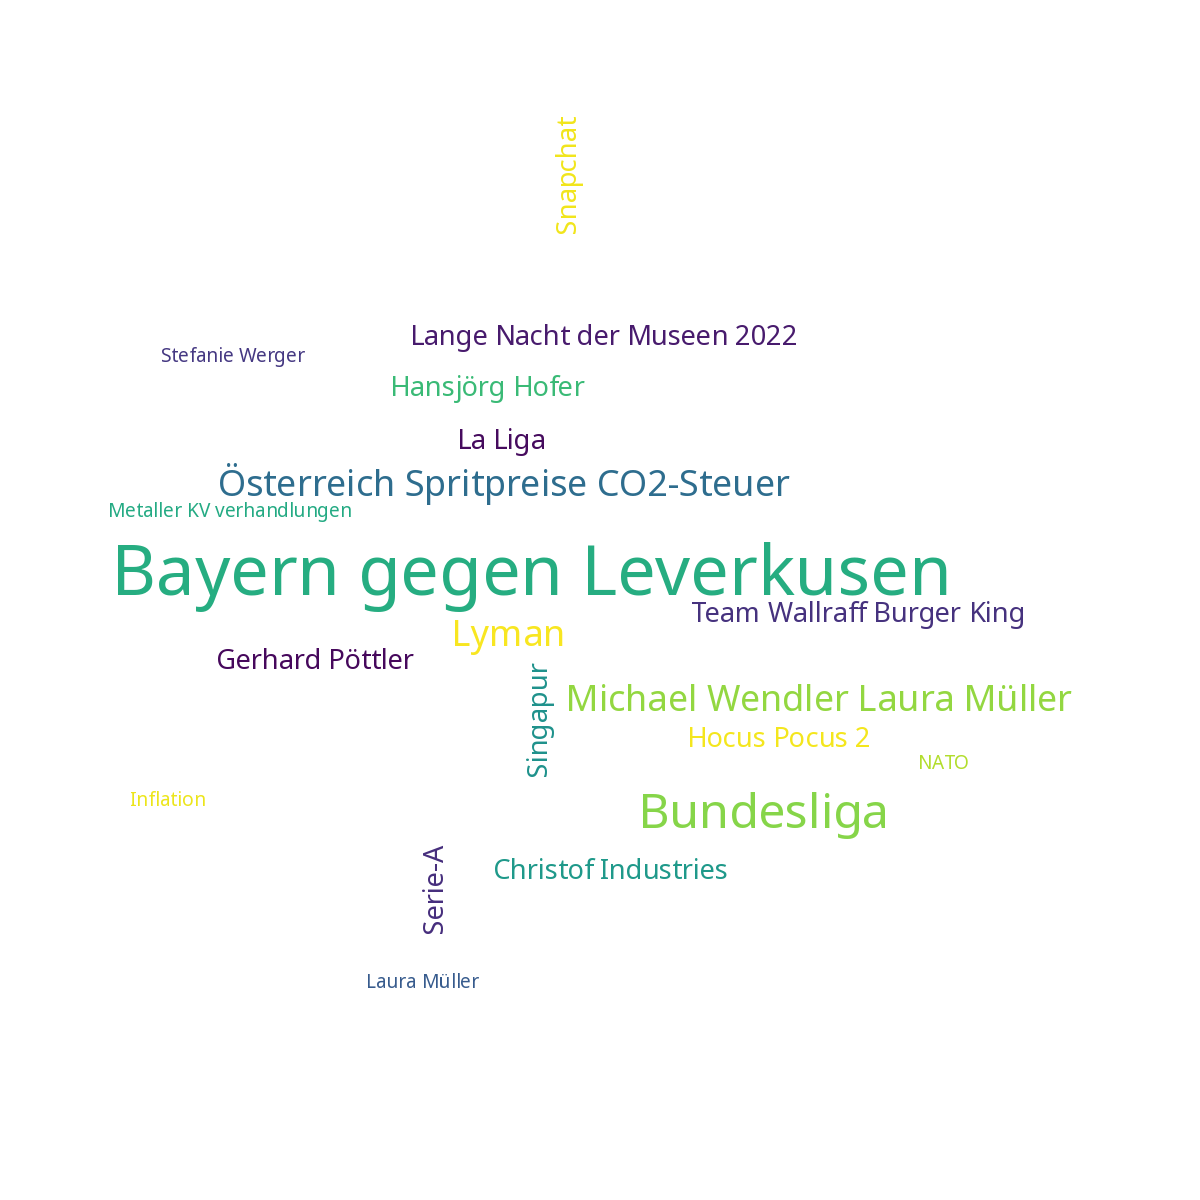 Snapchat
Lange Nacht der Museen 2022
Stefanie Werger
Hansjörg Hofer
La Liga
Österreich Spritpreise CO2-Steuer
Metaller KV verhandlungen
Bayern gegen Leverkusen
Team Wallraff Burger King
Lyman
Gerhard Pöttler
Singapur
Michael Wendler Laura Müller
Hocus Pocus 2
NATO
Inflation
Bundesliga
Christof Industries
Serie-A
Laura Müller